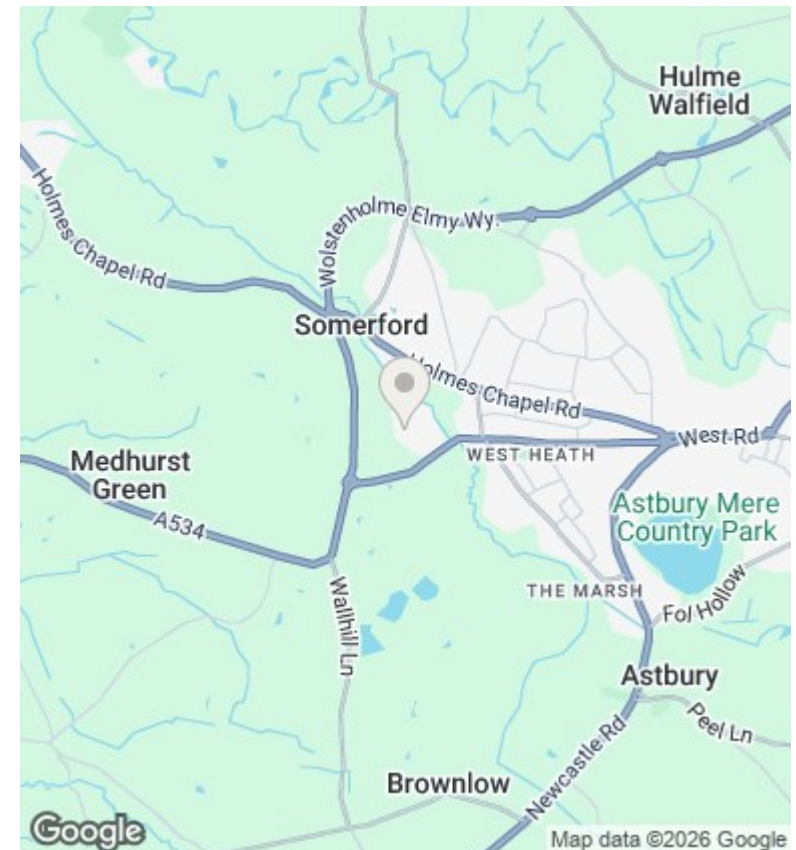 Hulme
Walfield
Holmes Chapel Rd
Wolstenholme Elmy Wy.
Somerford
Holmes Chapel Rd
West Rd
WEST HEATH
Medhurst
Green
A534
Astbury Mere
Country Park
THE MARSH
Fol Hollow
Wallhill Ln
Astbury
Peel Ln
Newcastle Rd
Brownlow
Google
Map data ©2026 Google